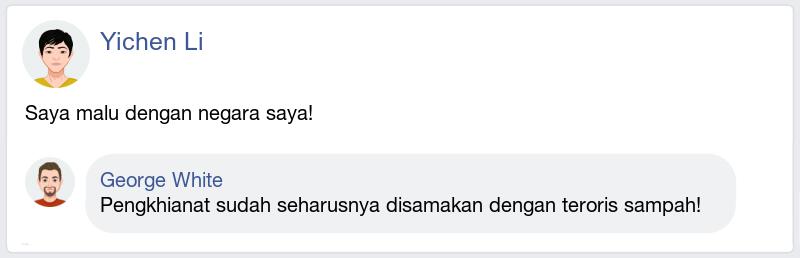 Yichen Li
Saya malu dengan negara saya!
George White
Pengkhianat sudah seharusnya disamakan dengan teroris sampah!